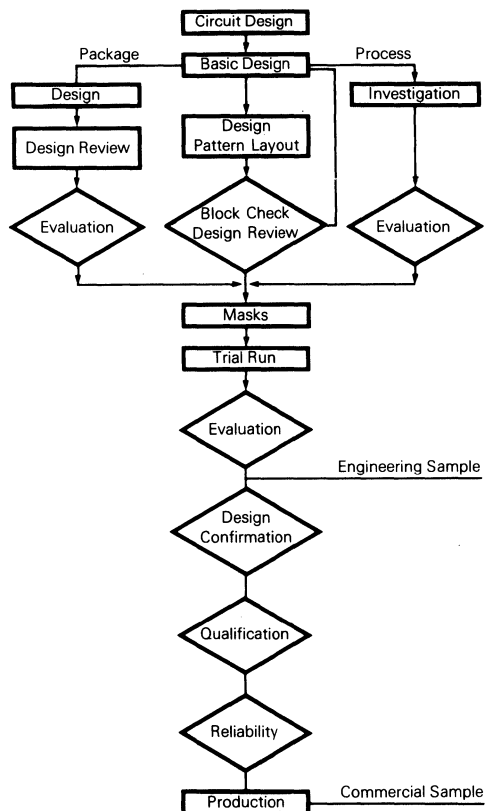 Circuit Design
Package
Basic Design
Process
Design
Investigation
Design
Pattern Layout
Design Review
Evaluation
Block Check
Design Review
Evaluation
Masks
Trial Run
Evaluation
Engineering Sample
Design
Confirmation
Qualification
Reliability
Production
Commercial Sample